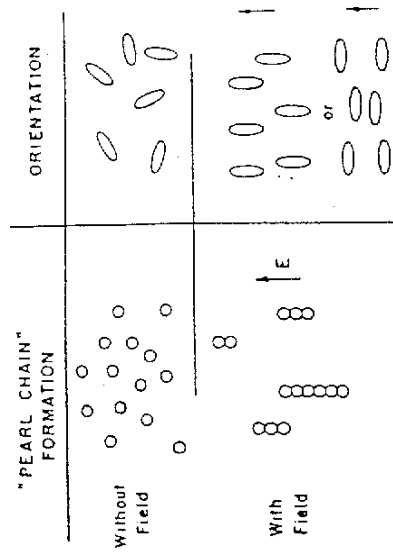 "PEARL CHAIN"
FORMATION
ORIENTATION
Without
Field
With
Field
E
or